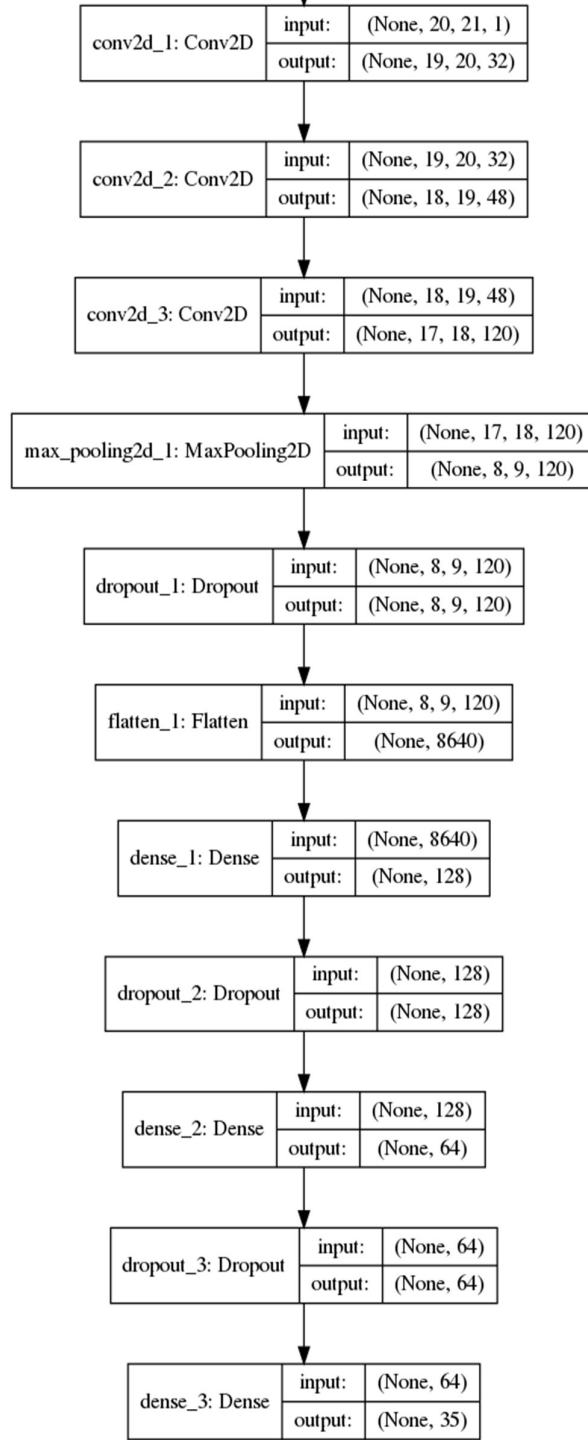 conv2d_1: Conv2D
input: (None, 20, 21, 1)
output: (None, 19, 20, 32)
conv2d_2: Conv2D
input: (None, 19, 20, 32)
output: (None, 18, 19, 48)
conv2d_3: Conv2D
input: (None, 18, 19, 48)
output: (None, 17, 18, 120)
max_pooling2d_1: MaxPooling2D
input: (None, 17, 18, 120)
output: (None, 8, 9, 120)
dropout_1: Dropout
input: (None, 8, 9, 120)
output: (None, 8, 9, 120)
flatten_1: Flatten
input: (None, 8, 9, 120)
output: (None, 8640)
dense_1: Dense
input: (None, 8640)
output: (None, 128)
dropout_2: Dropout
input: (None, 128)
output: (None, 128)
dense_2: Dense
input: (None, 128)
output: (None, 64)
dropout_3: Dropout
input: (None, 64)
output: (None, 64)
dense_3: Dense
input: (None, 64)
output: (None, 35)